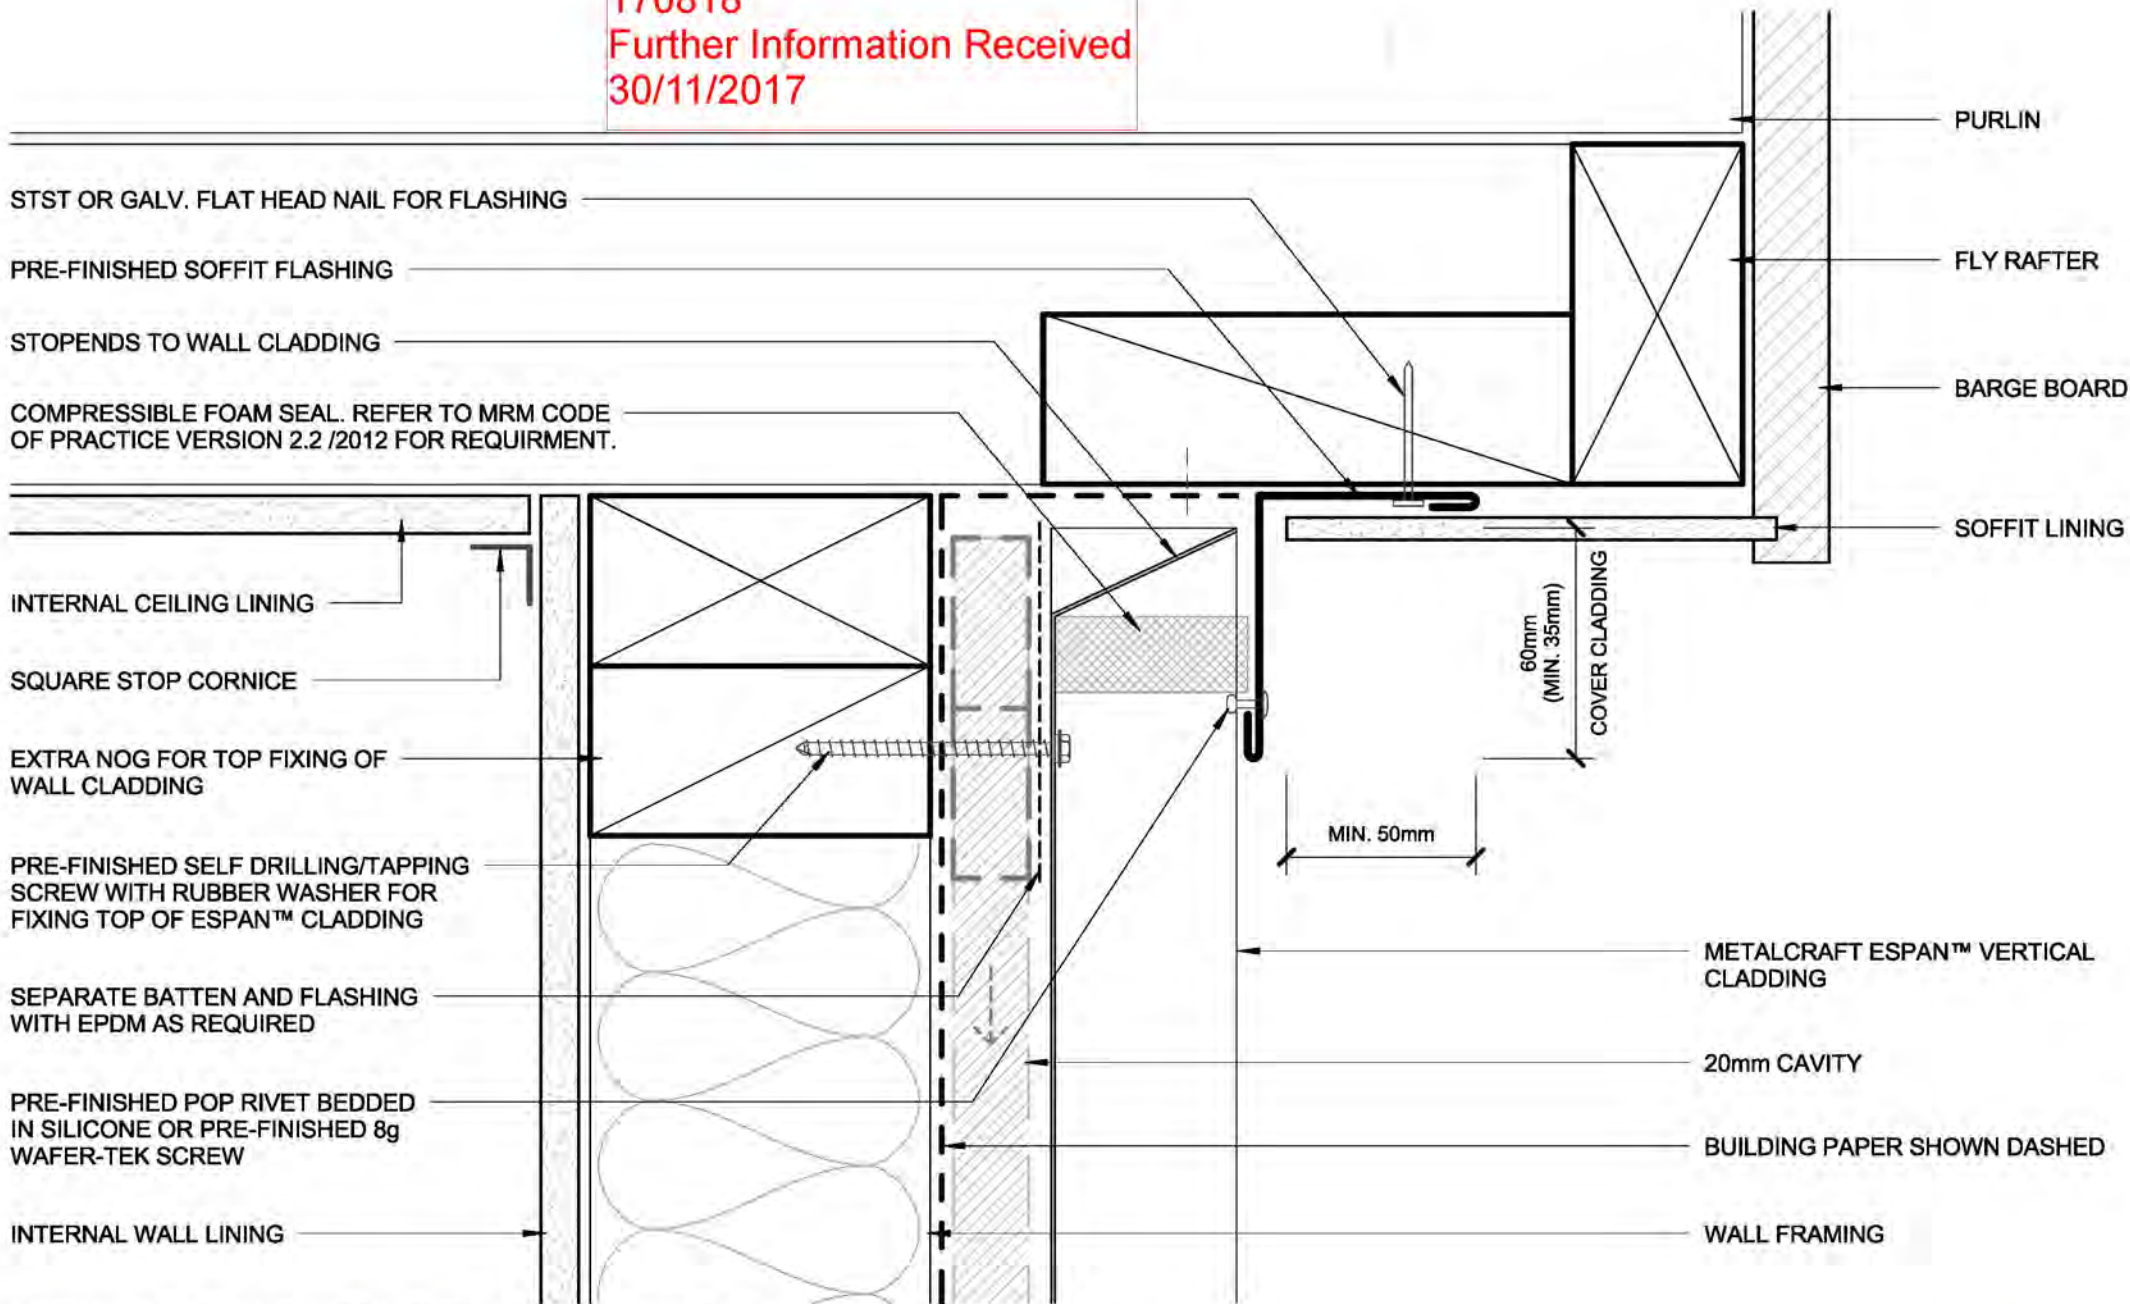 170818
Further Information Received
30/11/2017
STST OR GALV. FLAT HEAD NAIL FOR FLASHING
PRE-FINISHED SOFFIT FLASHING
STOPENDS TO WALL CLADDING
COMPRESSIBLE FOAM SEAL. REFER TO MRM CODE
OF PRACTICE VERSION 2.2 /2012 FOR REQUIRMENT.
INTERNAL CEILING LINING
SQUARE STOP CORNICE
EXTRA NOG FOR TOP FIXING OF
WALL CLADDING
PRE-FINISHED SELF DRILLING/TAPPING
SCREW WITH RUBBER WASHER FOR
FIXING TOP OF ESPAN™ CLADDING
SEPARATE BATTEN AND FLASHING
WITH EPDM AS REQUIRED
PRE-FINISHED POP RIVET BEDDED
IN SILICONE OR PRE-FINISHED 8g
WAFER-TEK SCREW
INTERNAL WALL LINING
PURLIN
FLY RAFTER
BARGE BOARD
SOFFIT LINING
60mm
(MIN. 35mm)
COVER CLADDING
MIN. 50mm
METALCRAFT ESPAN™ VERTICAL
CLADDING
20mm CAVITY
BUILDING PAPER SHOWN DASHED
WALL FRAMING